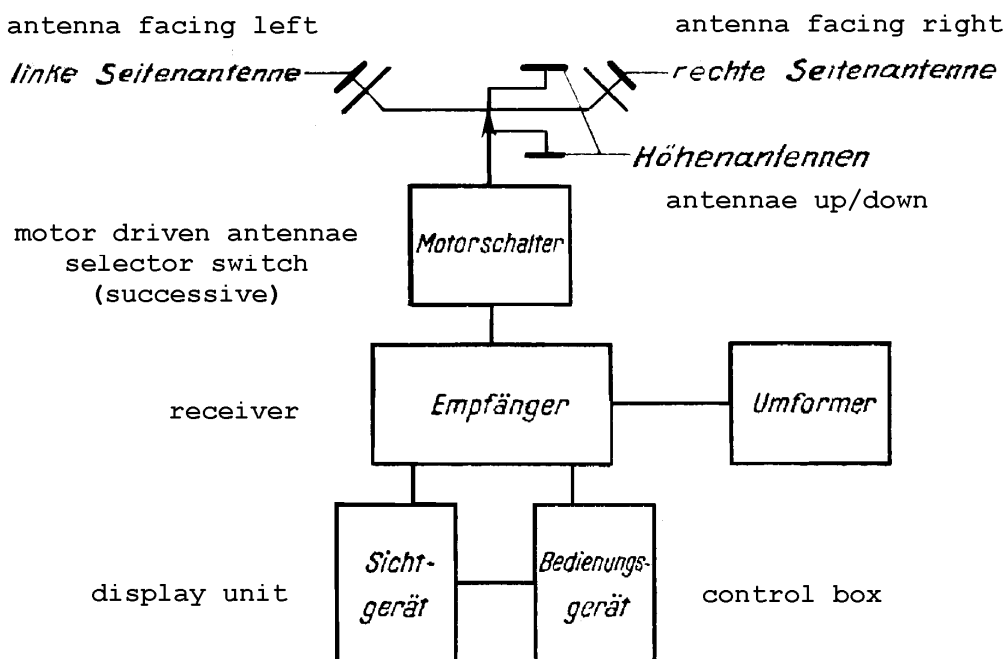 antenna facing left
antenna facing right
linke Seitenantenne
rechte Seitenantenne
Höhenantennen
antennae up/down
motor driven antennae
selector switch
(successive)
Motorschalter
receiver
Empfänger
Umformer
display unit
Sicht-
gerät
Bedienungs-
gerät
control box